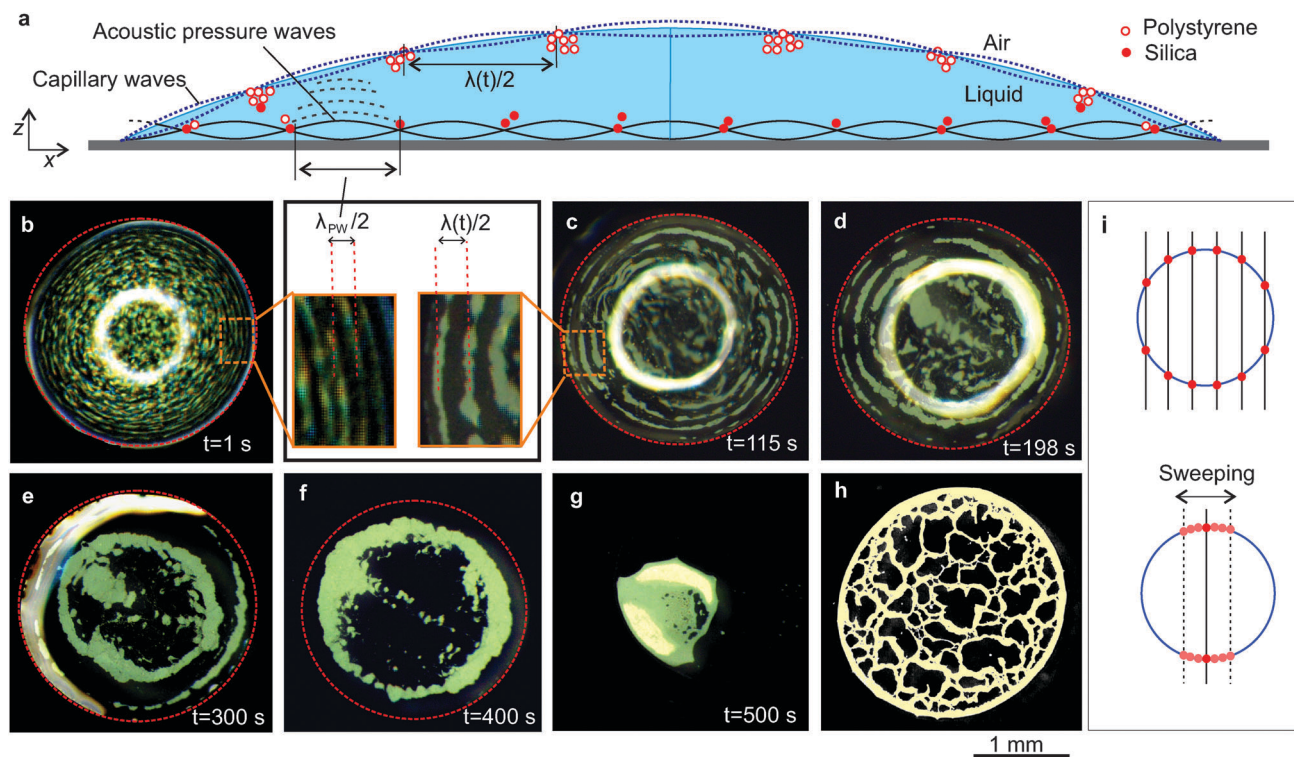 a
Acoustic pressure waves
Capillary waves
λ(t)/2
Air
Liquid
Polystyrene
Silica
z
x
b
λPW/2
λ(t)/2
c
d
i
t=1 s
t=115 s
t=198 s
e
f
g
h
Sweeping
t=300 s
t=400 s
t=500 s
1 mm